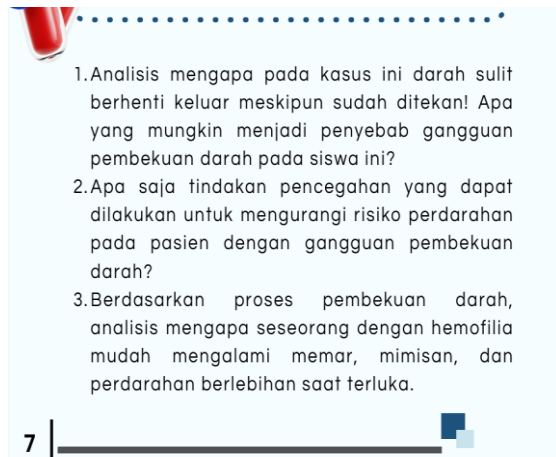 1.Analisis mengapa pada kasus ini darah sulit
berhenti keluar meskipun sudah ditekan! Apa
yang mungkin menjadi penyebab gangguan
pembekuan darah pada siswa ini?
2.Apa saja tindakan pencegahan yang dapat
dilakukan untuk mengurangi risiko perdarahan
pada pasien dengan gangguan pembekuan
darah?
3.Berdasarkan proses pembekuan darah,
analisis mengapa seseorang dengan hemofilia
mudah mengalami memar, mimisan, dan
perdarahan berlebihan saat terluka.
7